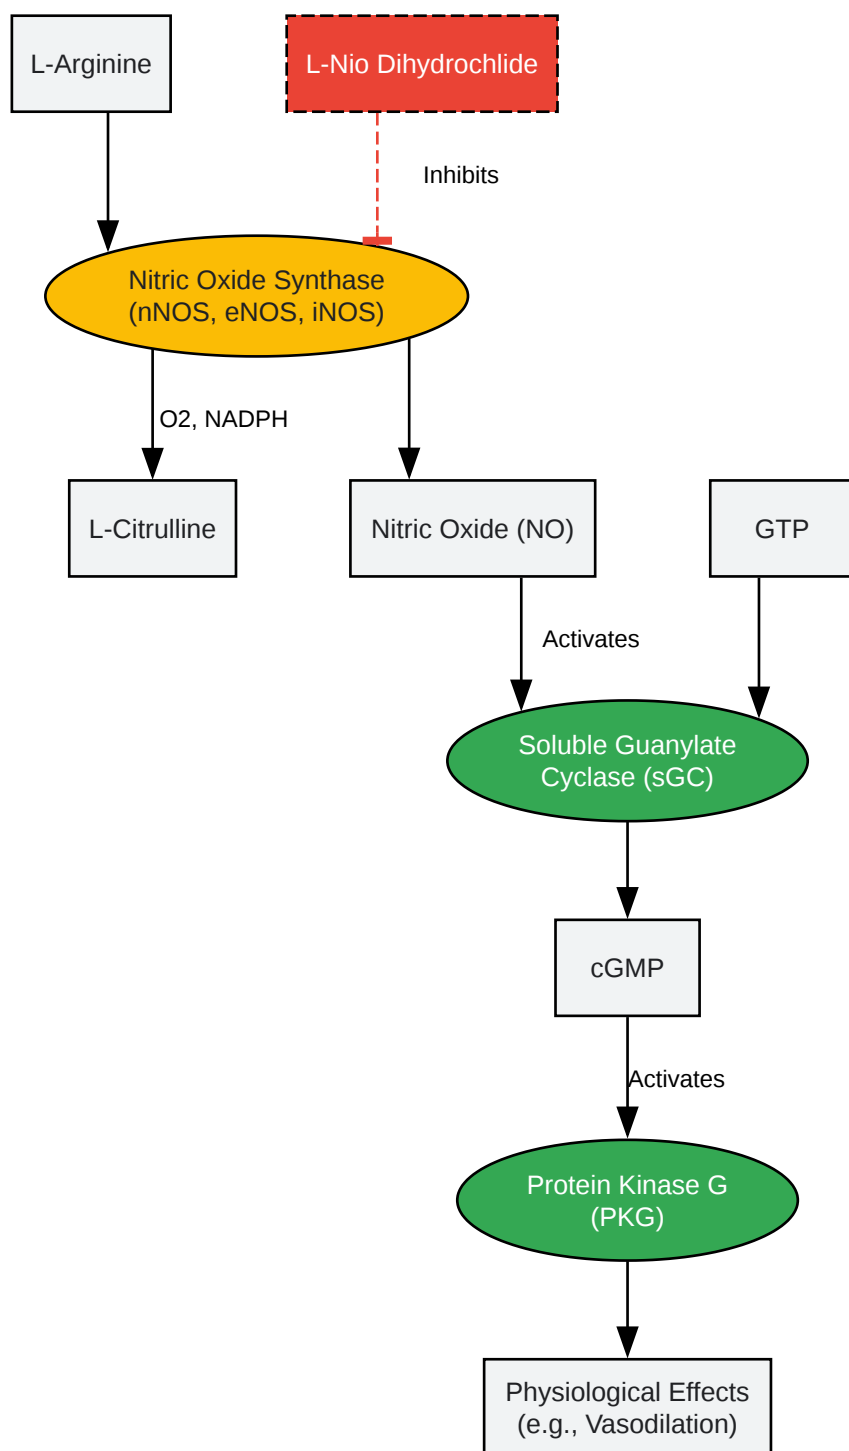 L-Arginine
L-Nio Dihydrochlide
Inhibits
Nitric Oxide Synthase
(nNOS, eNOS, iNOS)
O2, NADPH
L-Citrulline
Nitric Oxide (NO)
GTP
Activates
Soluble Guanylate
Cyclase (sGC)
cGMP
Activates
Protein Kinase G
(PKG)
Physiological Effects
(e.g., Vasodilation)